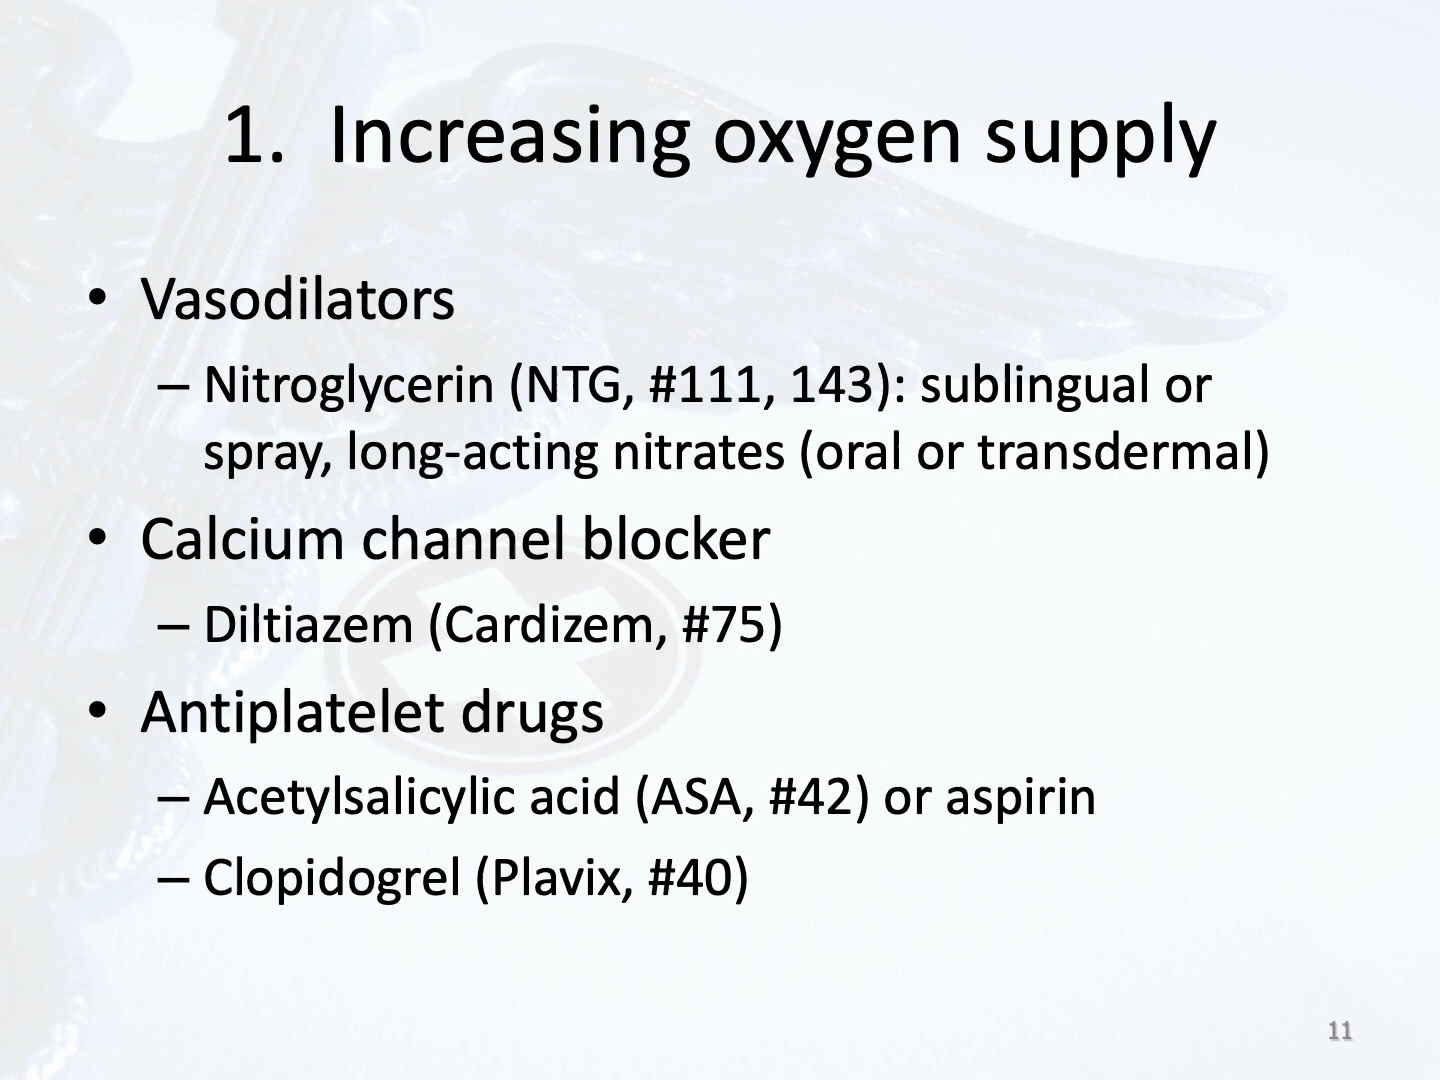 1. Increasing oxygen supply
• Vasodilators
– Nitroglycerin (NTG, #111, 143): sublingual or
spray, long-acting nitrates (oral or transdermal)
• Calcium channel blocker
– Diltiazem (Cardizem, #75)
• Antiplatelet drugs
– Acetylsalicylic acid (ASA, #42) or aspirin
– Clopidogrel (Plavix, #40)
11